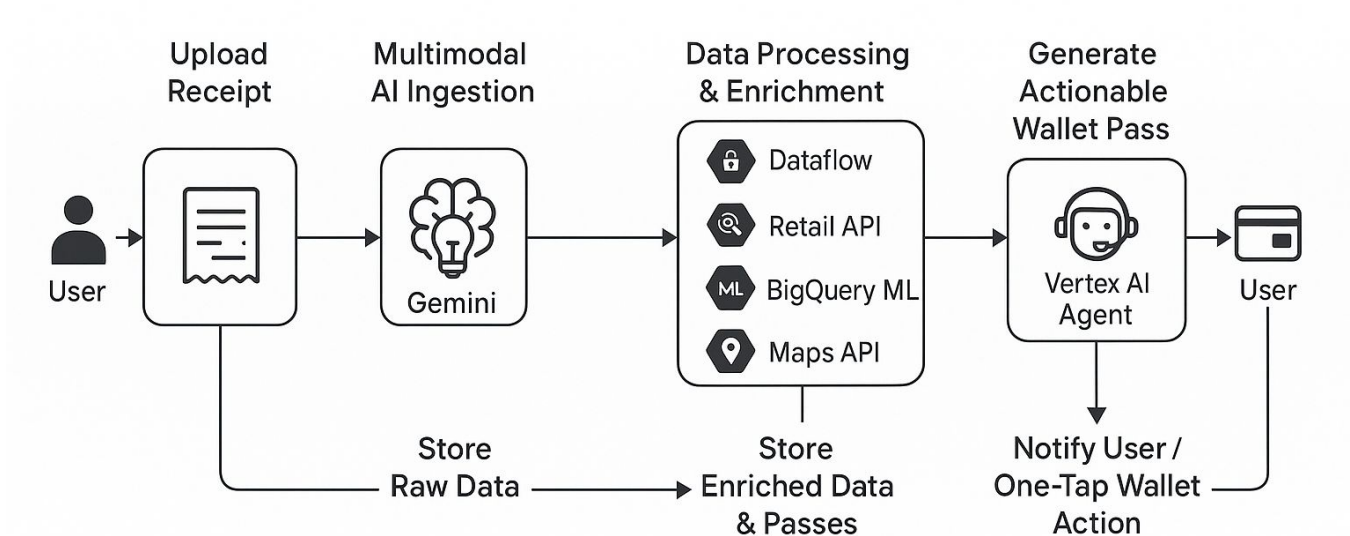 Upload
Receipt
Multimodal
AI Ingestion
Data Processing
& Enrichment
Generate
Actionable
Wallet Pass
User
Gemini
Dataflow
Retail API
ML BigQuery ML
Maps API
Vertex AI
Agent
User
Store
Raw Data
Store
Enriched Data
& Passes
Notify User /
One-Tap Wallet
Action